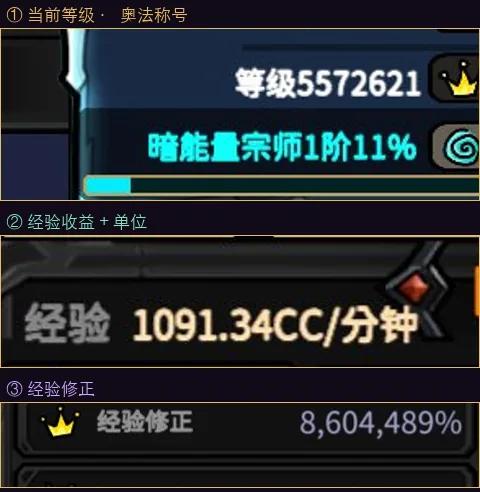 ① 当前等级 · 奥法称号
等级5572621
暗能量宗师1阶11%
② 经验收益 + 单位
经验 1091.34CC/分钟
③ 经验修正
经验修正 8,604,489%